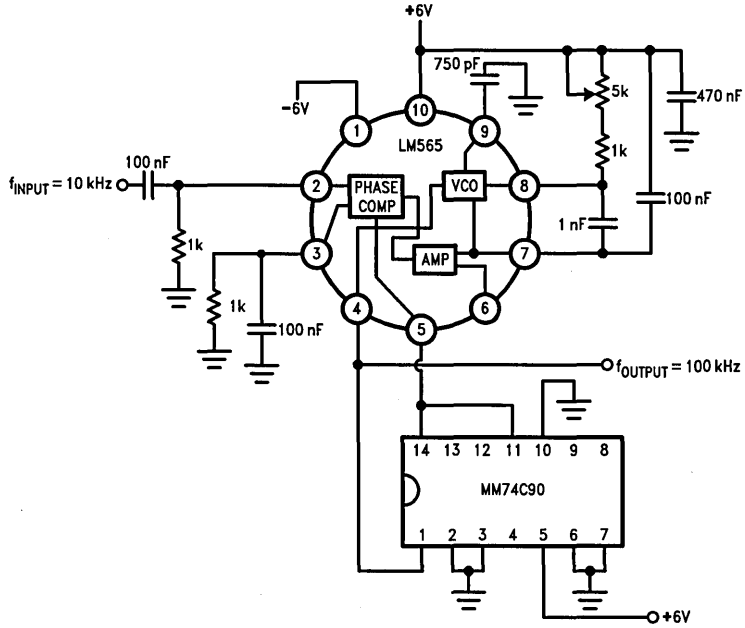 +6V
750 pF
5k
470 nF
-6V
10
1
9
LM565
1k
100 nF
fINPUT = 10 kHz
2
PHASE
COMP
VCO
8
100 nF
1 nF
1k
3
AMP
7
1k
100 nF
4
6
5
fOUTPUT = 100 kHz
14 13 12 11 10 9 8
MM74C90
1 2 3 4 5 6 7
+6V